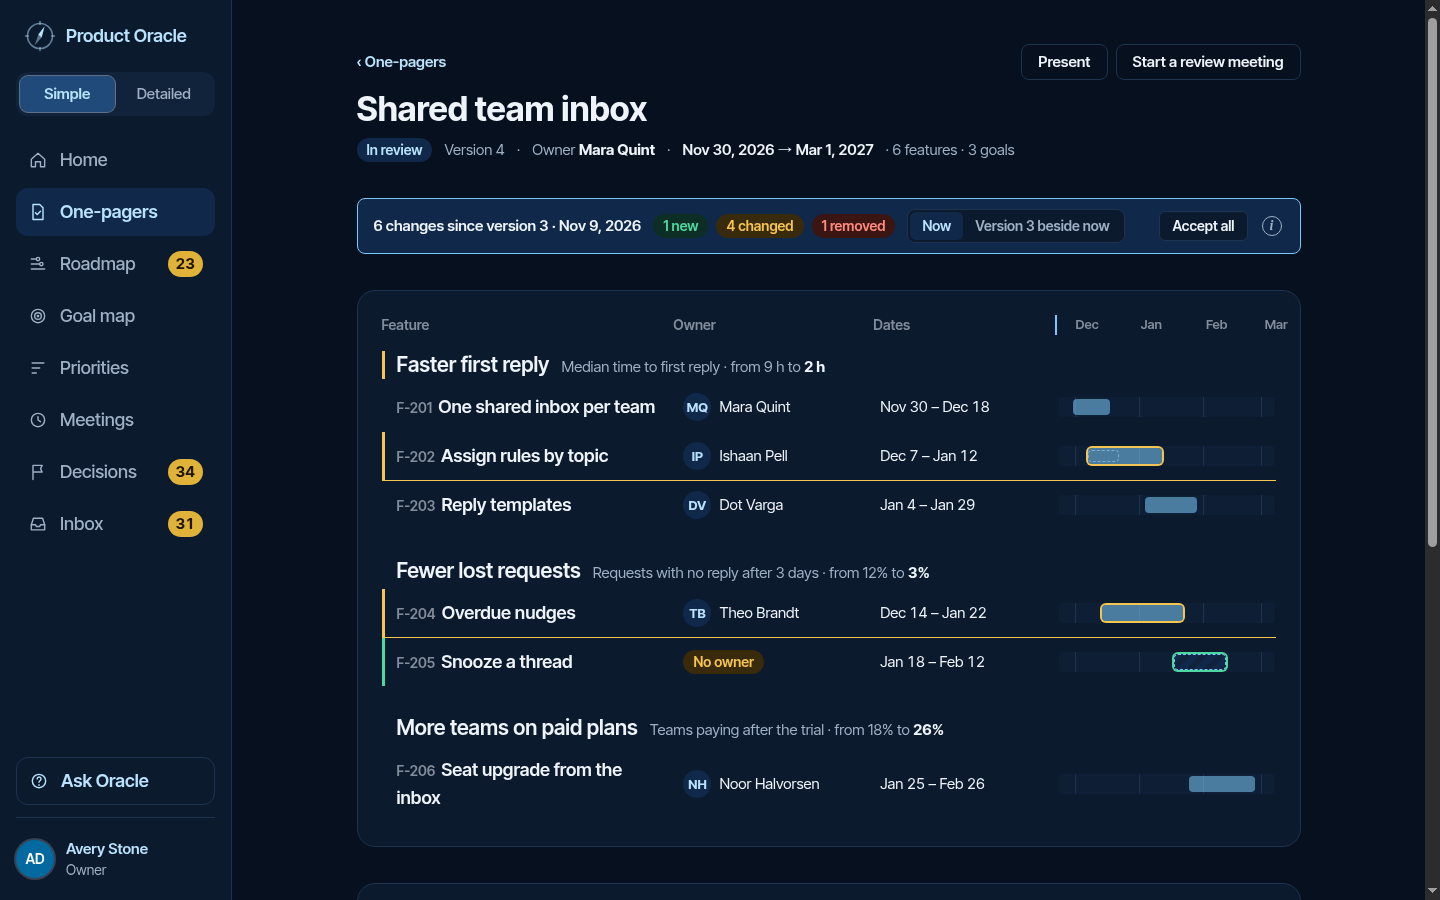 Product Oracle
Simple
Detailed
Home
One-pagers
Roadmap 23
Goal map
Priorities
Meetings
Decisions 34
Inbox 31
Ask Oracle
AD
Avery Stone
Owner
‹ One-pagers
Present
Start a review meeting
Shared team inbox
In review Version 4 · Owner Mara Quint · Nov 30, 2026 → Mar 1, 2027 · 6 features · 3 goals
6 changes since version 3 · Nov 9, 2026 1 new 4 changed 1 removed Now Version 3 beside now Accept all i
Feature Owner Dates Dec Jan Feb Mar
Faster first reply Median time to first reply · from 9 h to 2 h
F-201 One shared inbox per team MQ Mara Quint Nov 30 – Dec 18
F-202 Assign rules by topic IP Ishaan Pell Dec 7 – Jan 12
F-203 Reply templates DV Dot Varga Jan 4 – Jan 29
Fewer lost requests Requests with no reply after 3 days · from 12% to 3%
F-204 Overdue nudges TB Theo Brandt Dec 14 – Jan 22
F-205 Snooze a thread No owner Jan 18 – Feb 12
More teams on paid plans Teams paying after the trial · from 18% to 26%
F-206 Seat upgrade from the
inbox
NH Noor Halvorsen Jan 25 – Feb 26